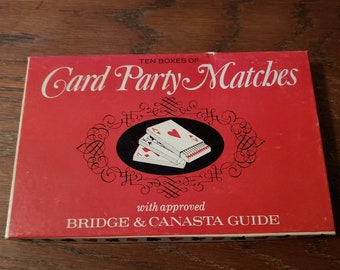 TEN BOXES OF
Card Party Matches
with approved
BRIDGE & CANASTA GUIDE